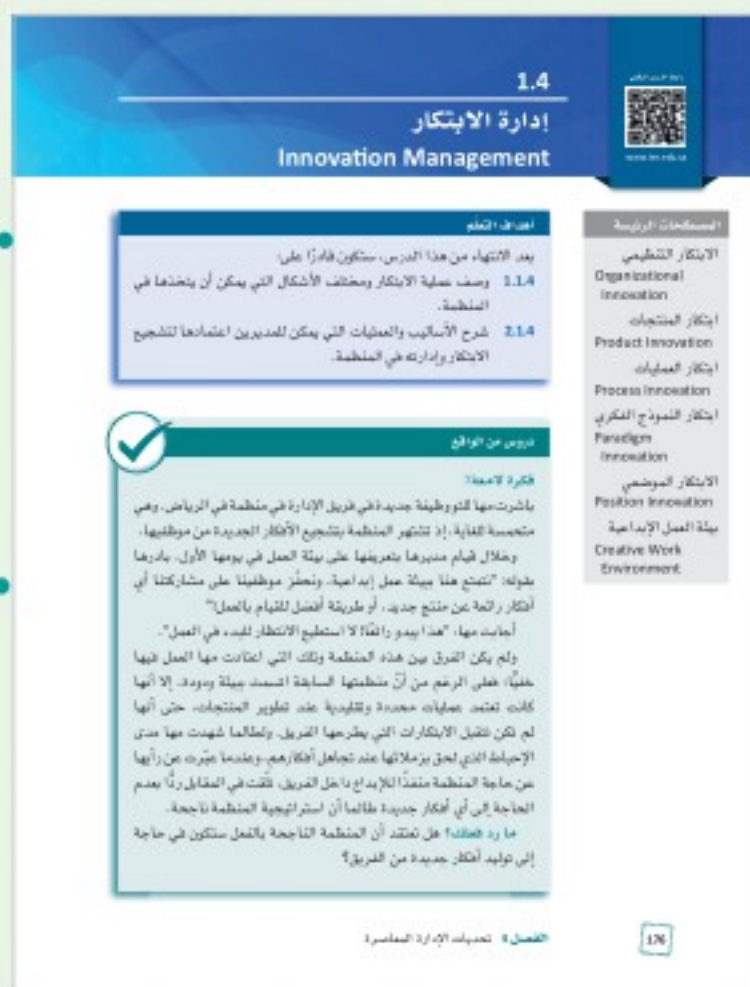 1.4
إدارة الابتكار
Innovation Management
رابط الدرس الرقمي
www.ien.edu.sa
أهداف التعلم
بعد الانتهاء من هذا الدرس، ستكون قادرًا على:
1.1.4 وصف عملية الابتكار ومختلف الأشكال التي يمكن أن يتخذها في
المنظمة.
2.1.4 شرح الأساليب والعمليات التي يمكن للمديرين اعتمادها لتشجيع
الابتكار وإدارته في المنظمة.
المصطلحات الرئيسة
الابتكار التنظيمي
Organizational
Innovation
ابتكار المنتجات
Product Innovation
ابتكار العمليات
Process Innovation
ابتكار النموذج الفكري
Paradigm
Innovation
الابتكار الموضعي
Position Innovation
بيئة العمل الإبداعية
Creative Work
Environment
دروس من الواقع
فكرة لامعة!
باشرت مها للتو وظيفة جديدة في فريق الإدارة في منظمة في الرياض، وهي
متحمسة للغاية، إذ تشتهر المنظمة بتشجيع الأفكار الجديدة من موظفيها.
وخلال قيام مديرها بتعريفها على بيئة العمل في يومها الأول، بادرها
بقوله: "نتمتع هنا ببيئة عمل إبداعية، ونحفّز موظفينا على مشاركتنا أي
أفكار رائعة عن منتج جديد، أو طريقة أفضل للقيام بالعمل!"
أجابت مها، "هذا يبدو رائعًا! لا استطيع الانتظار للبدء في العمل".
ولم يكن الفرق بين هذه المنظمة وتلك التي اعتادت مها العمل فيها
خفيًّا، فعلى الرغم من أنّ منظمتها السابقة اتسمت ببيئة ودودة، إلا أنها
كانت تعتمد عمليات محددة وتقليدية عند تطوير المنتجات، حتى أنها
لم تكن تتقبل الابتكارات التي يطرحها الفريق. ولطالما شهدت مها مدى
الإحباط الذي لحق بزملائها عند تجاهل أفكارهم، وعندما عبّرت عن رأيها
عن حاجة المنظمة منفذًا للإبداع داخل الفريق، تلّقت في المقابل ردًّا بعدم
الحاجة إلى أي أفكار جديدة طالما أن استراتيجية المنظمة ناجحة.
ما رد فعلك؟ هل تعتقد أن المنظمة الناجحة بالفعل ستكون في حاجة
إلى توليد أفكار جديدة من الفريق؟
الفصل 4 تحديات الإدارة المعاصرة
176